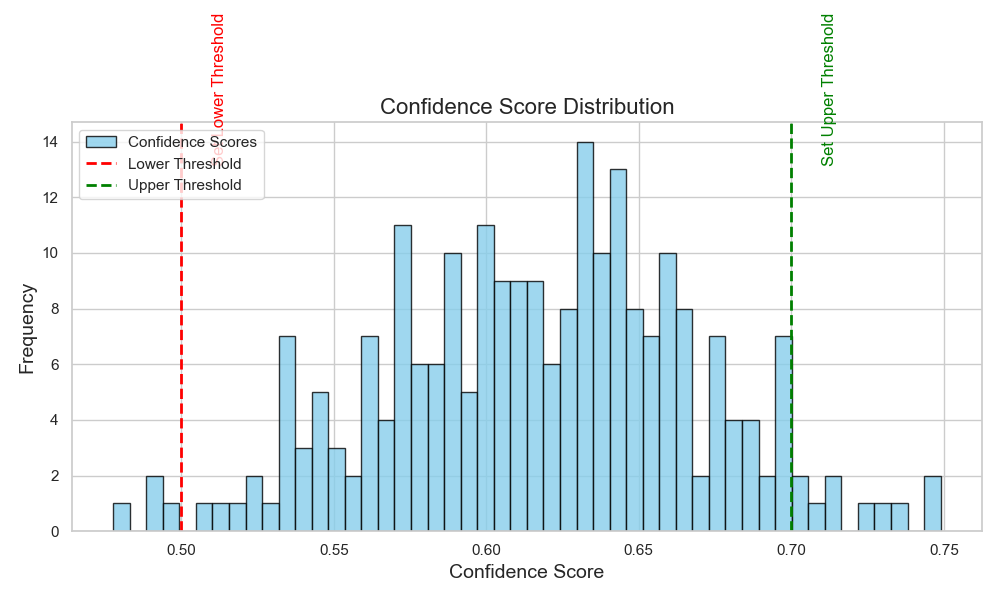 Set Lower Threshold
Set Upper Threshold
Confidence Score Distribution
Confidence Scores
Lower Threshold
Upper Threshold
Frequency
14
12
10
8
6
4
2
0
0.50 0.55 0.60 0.65 0.70 0.75
Confidence Score